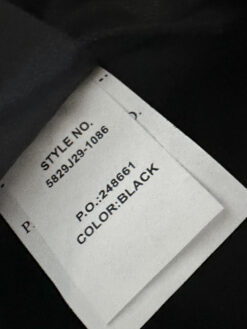 STYLE NO.
5829J29-1086
P.O.:248661
COLOR:BLACK
P.